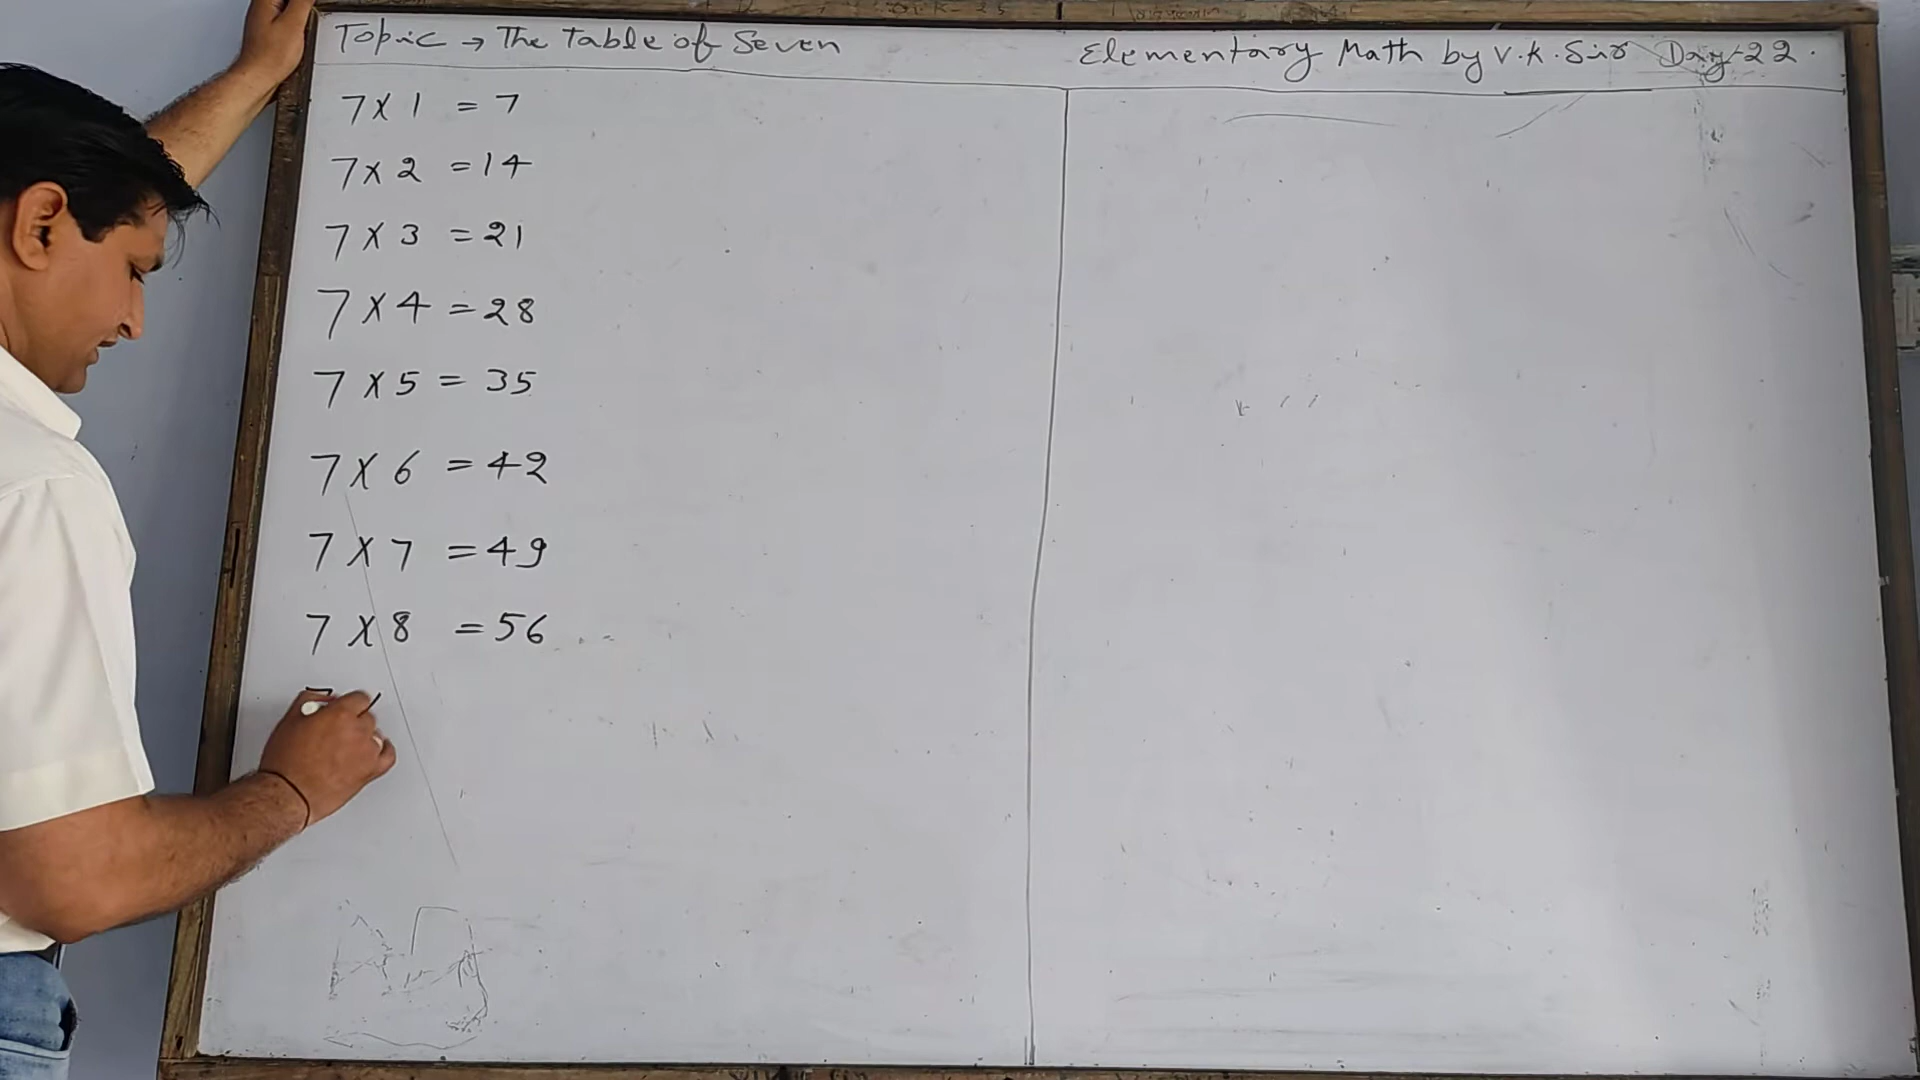 Topic → The Table of Seven
Elementary Math by V.K. Sir Day-22.
7 X 1 = 7
7 X 2 = 14
7 X 3 = 21
7 X 4 = 28
7 X 5 = 35
7 X 6 = 42
7 X 7 = 49
7 X 8 = 56
7